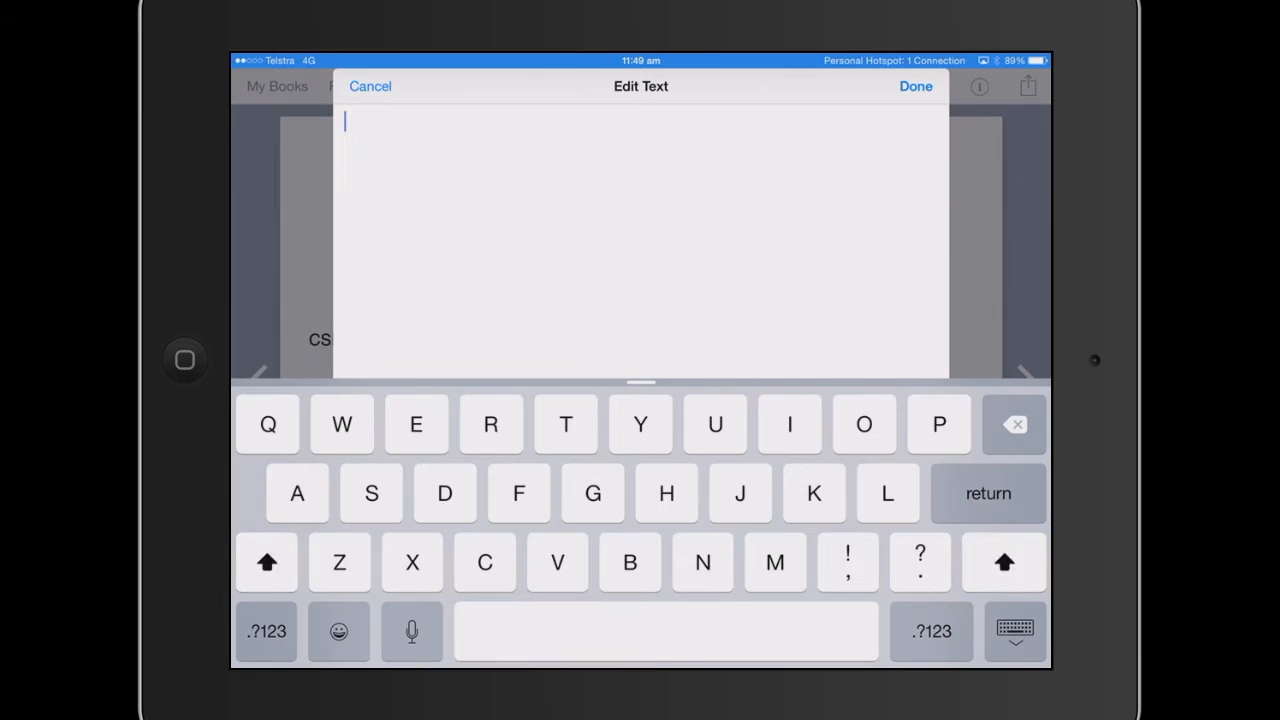 Telstra 4G 11:49 am Personal Hotspot: 1 Connection 89%
My Books Cancel Edit Text Done
CS
Q W E R T Y U I O P
A S D F G H J K L return
Z X C V B N M ! , ? .
.?123 .?123